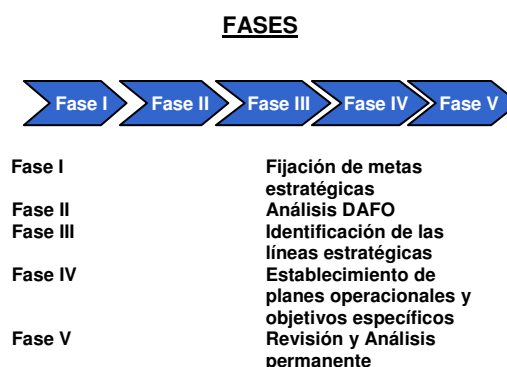 FASES
Fase I Fase II Fase III Fase IV Fase V
Fase I Fijación de metas
estratégicas
Fase II Análisis DAFO
Fase III Identificación de las
líneas estratégicas
Fase IV Establecimiento de
planes operacionales y
objetivos específicos
Fase V Revisión y Análisis
permanente